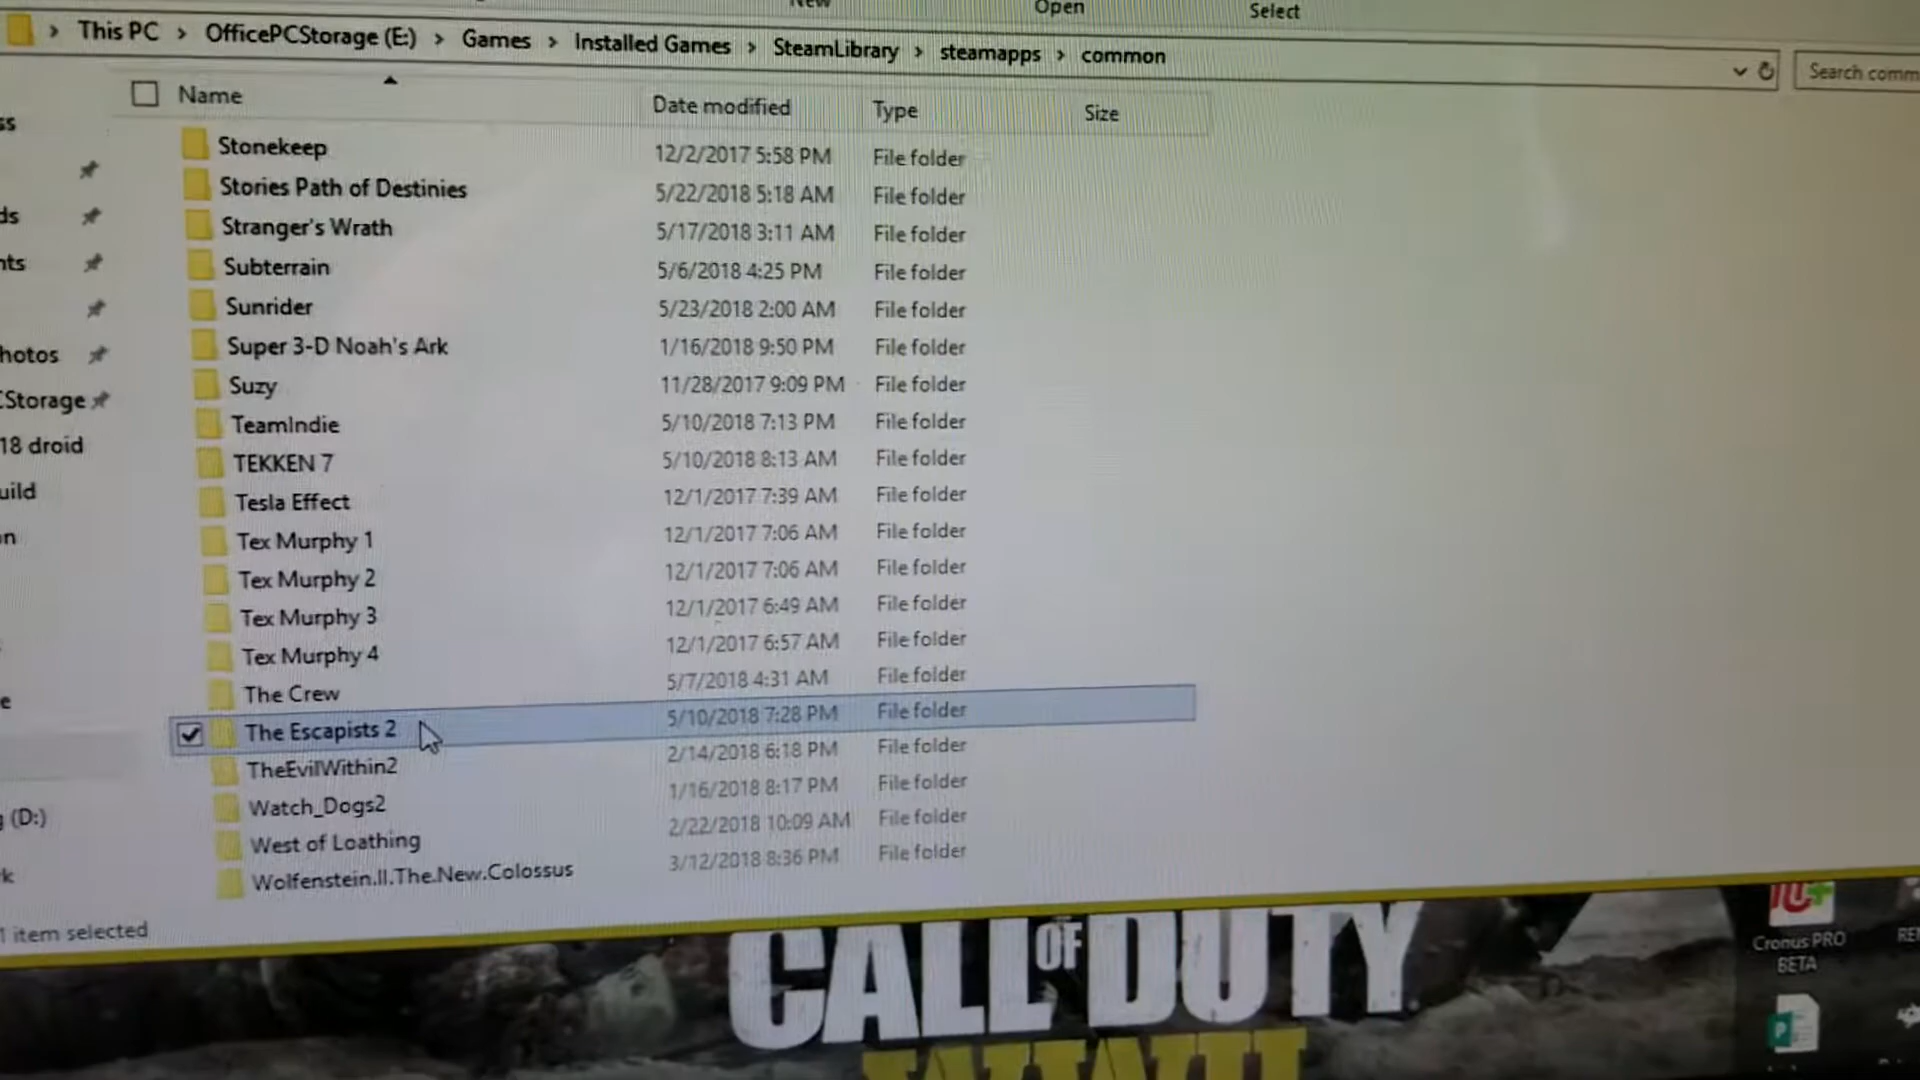 New Open Select
This PC > OfficePCStorage (E:) > Games > Installed Games > SteamLibrary > steamapps > common
Search comm
Name Date modified Type Size
Stonekeep 12/2/2017 5:58 PM File folder
Stories Path of Destinies 5/22/2018 5:18 AM File folder
Stranger's Wrath 5/17/2018 3:11 AM File folder
Subterrain 5/6/2018 4:25 PM File folder
Sunrider 5/23/2018 2:00 AM File folder
Super 3-D Noah's Ark 1/16/2018 9:50 PM File folder
Suzy 11/28/2017 9:09 PM File folder
TeamIndie 5/10/2018 7:13 PM File folder
TEKKEN 7 5/10/2018 8:13 AM File folder
Tesla Effect 12/1/2017 7:39 AM File folder
Tex Murphy 1 12/1/2017 7:06 AM File folder
Tex Murphy 2 12/1/2017 7:06 AM File folder
Tex Murphy 3 12/1/2017 6:49 AM File folder
Tex Murphy 4 12/1/2017 6:57 AM File folder
The Crew 5/7/2018 4:31 AM File folder
The Escapists 2 5/10/2018 7:28 PM File folder
TheEvilWithin2 2/14/2018 6:18 PM File folder
Watch_Dogs2 1/16/2018 8:17 PM File folder
West of Loathing 2/22/2018 10:09 AM File folder
Wolfenstein.II.The.New.Colossus 3/12/2018 8:36 PM File folder
ss
ds
nts
hotos
CStorage
18 droid
uild
on
e
g (D:)
rk
1 item selected
CALL OF DUTY
WWII
Cronus PRO
BETA